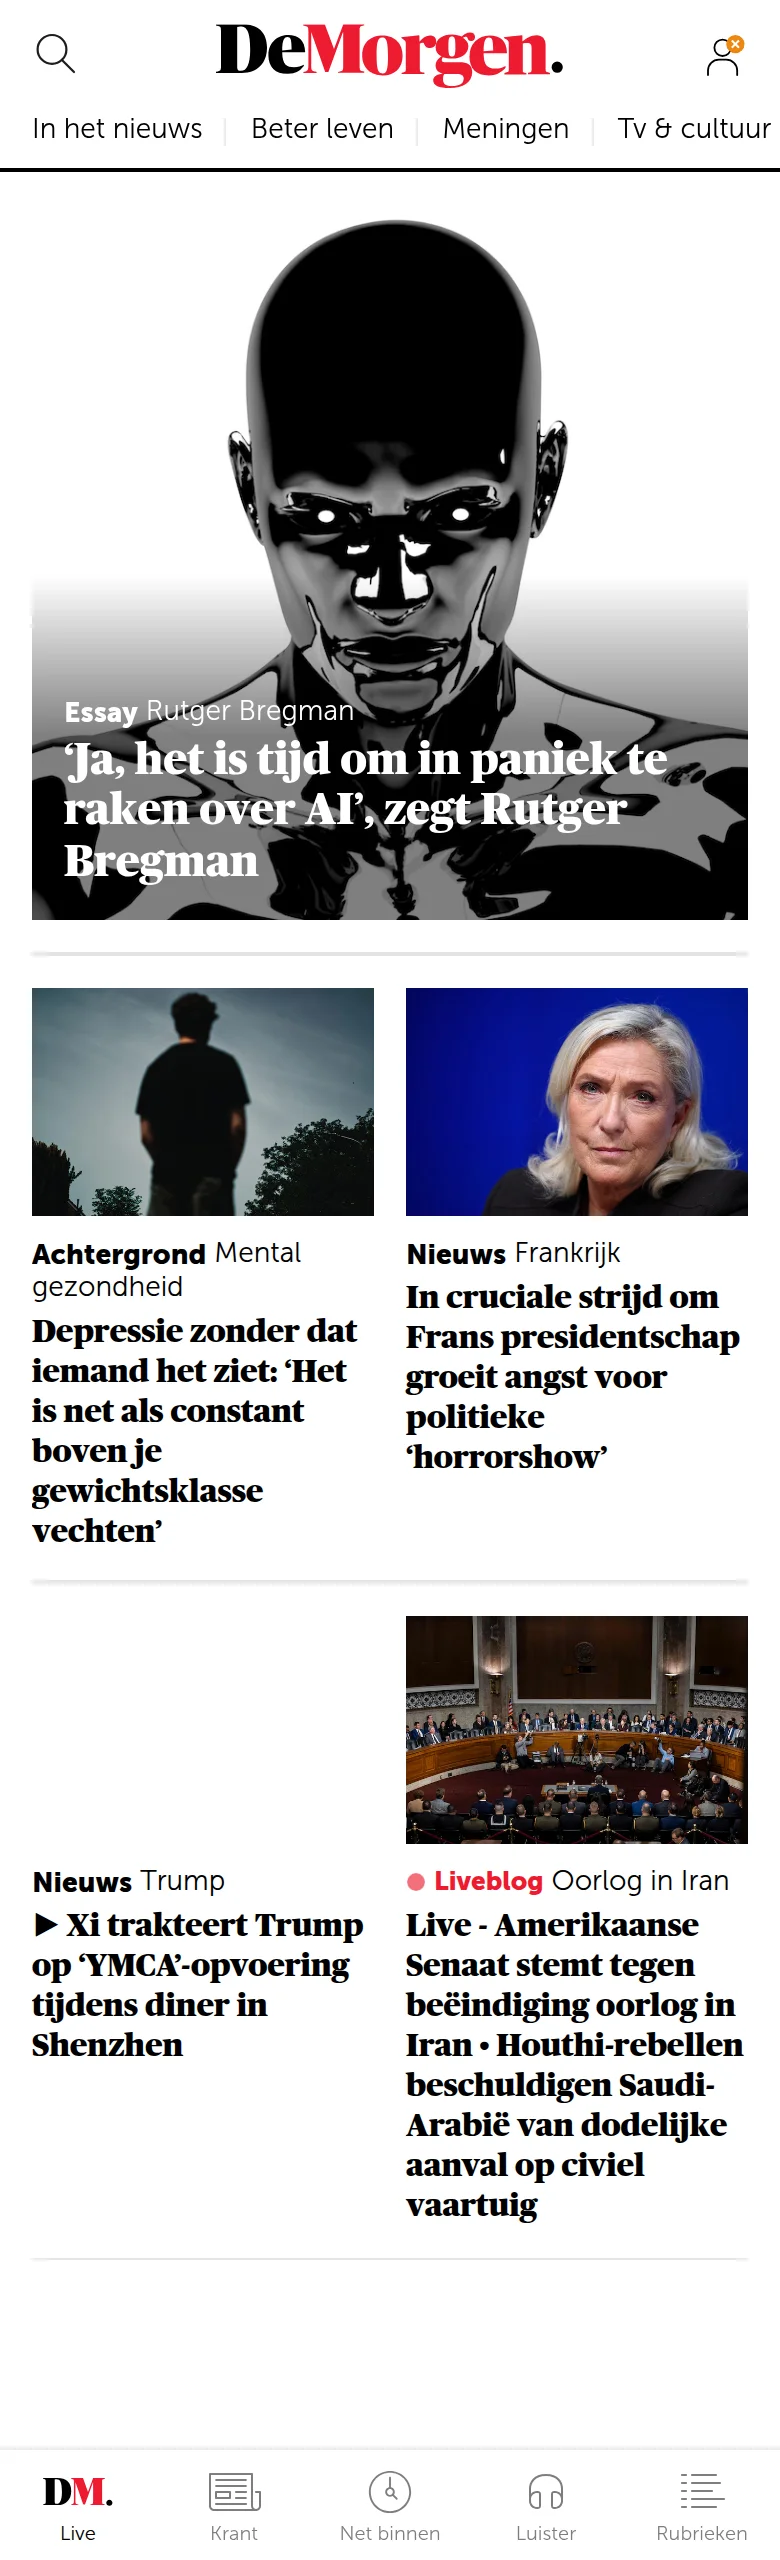 DeMorgen.
In het nieuws
Beter leven
Meningen
Tv & cultuur
Essay Rutger Bregman
‘Ja, het is tijd om in paniek te
raken over AI’, zegt Rutger
Bregman
Achtergrond Mental
gezondheid
Depressie zonder dat
iemand het ziet: ‘Het
is net als constant
boven je
gewichtsklasse
vechten’
Nieuws Frankrijk
In cruciale strijd om
Frans presidentschap
groeit angst voor
politieke
‘horrorshow’
Nieuws Trump
▶ Xi trakteert Trump
op ‘YMCA’-opvoering
tijdens diner in
Shenzhen
Liveblog Oorlog in Iran
Live - Amerikaanse
Senaat stemt tegen
beëindiging oorlog in
Iran • Houthi-rebellen
beschuldigen Saudi-
Arabië van dodelijke
aanval op civiel
vaartuig
DM.
Live
Krant
Net binnen
Luister
Rubrieken